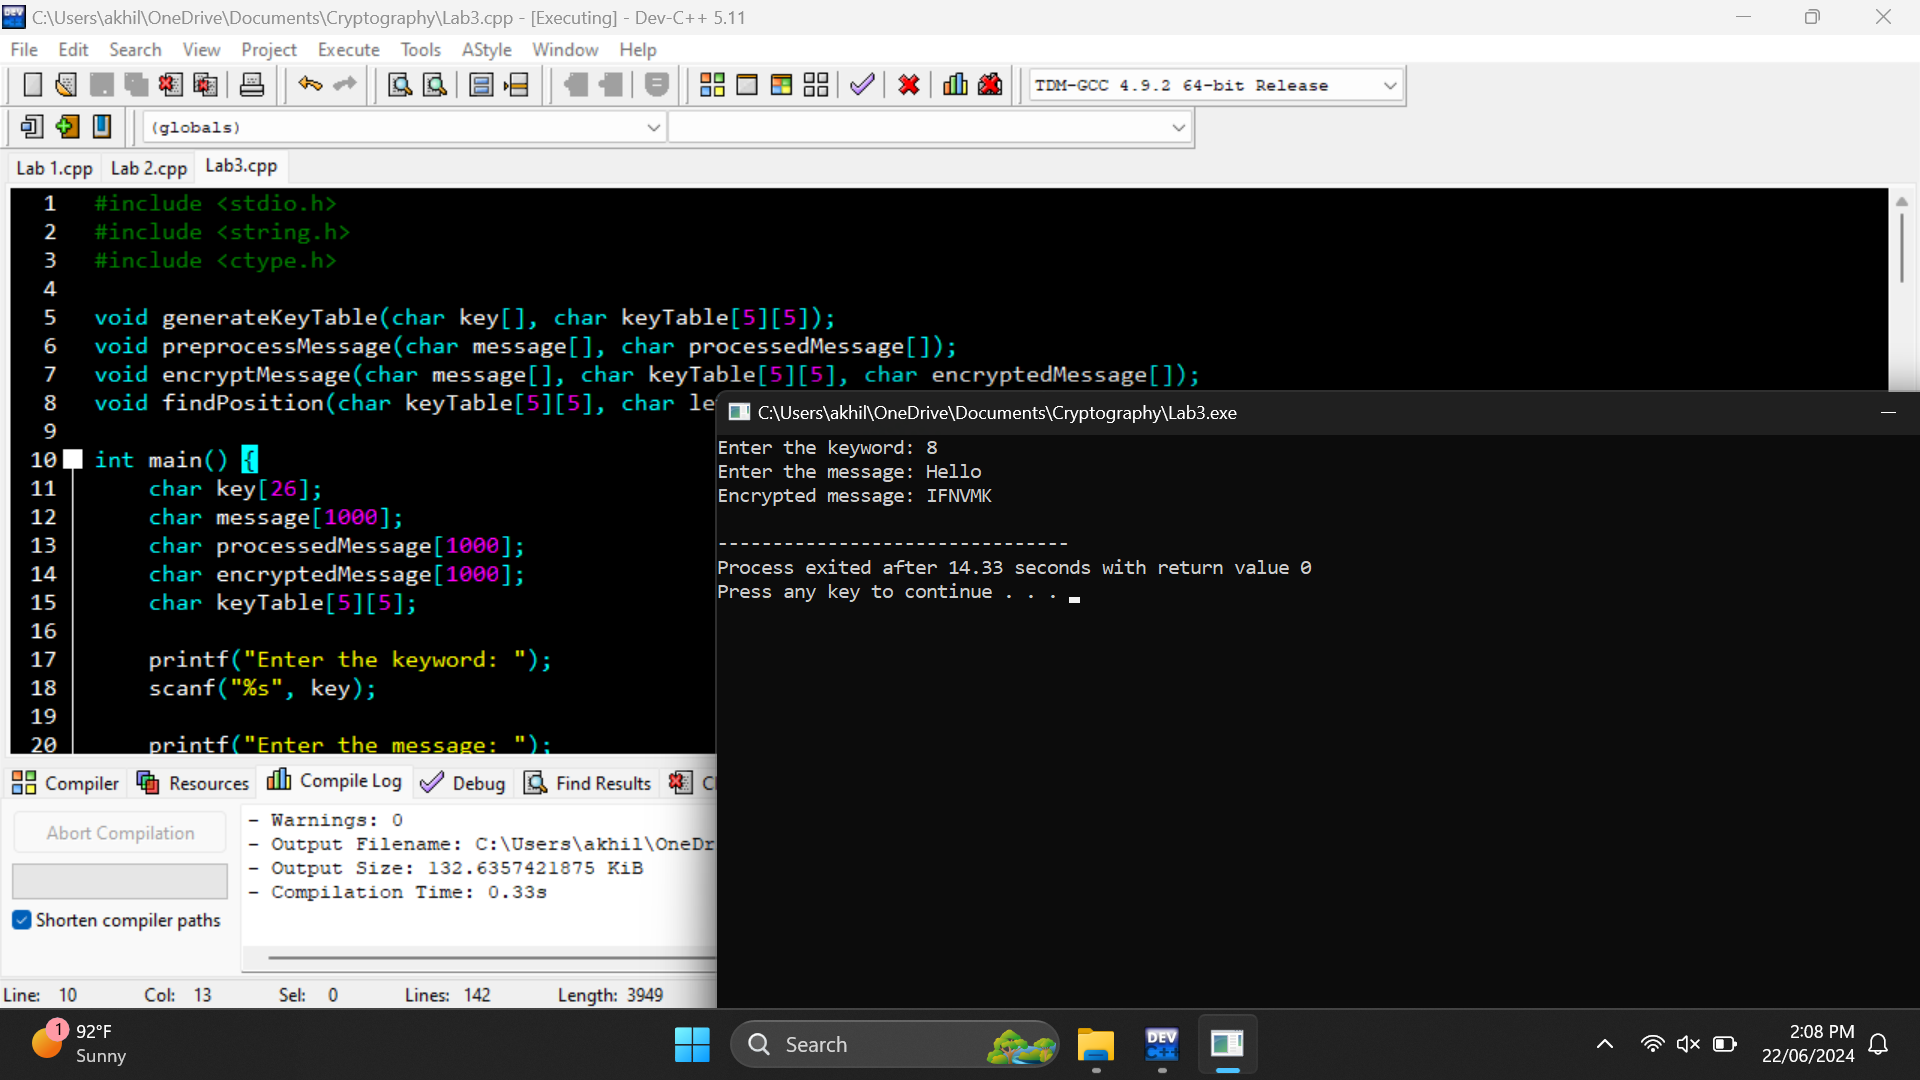 C:\Users\akhil\OneDrive\Documents\Cryptography\Lab3.cpp - [Executing] - Dev-C++ 5.11
File Edit Search View Project Execute Tools AStyle Window Help
TDM-GCC 4.9.2 64-bit Release
(globals)
Lab 1.cpp Lab 2.cpp Lab3.cpp
1 #include <stdio.h>
2 #include <string.h>
3 #include <ctype.h>
4
5 void generateKeyTable(char key[], char keyTable[5][5]);
6 void preprocessMessage(char message[], char processedMessage[]);
7 void encryptMessage(char message[], char keyTable[5][5], char encryptedMessage[]);
8 void findPosition(char keyTable[5][5], char le
9
10 int main() {
11 char key[26];
12 char message[1000];
13 char processedMessage[1000];
14 char encryptedMessage[1000];
15 char keyTable[5][5];
16
17 printf("Enter the keyword: ");
18 scanf("%s", key);
19
20 printf("Enter the message: ");
C:\Users\akhil\OneDrive\Documents\Cryptography\Lab3.exe
Enter the keyword: 8
Enter the message: Hello
Encrypted message: IFNVMK
--------------------------------
Process exited after 14.33 seconds with return value 0
Press any key to continue . . .
Compiler Resources Compile Log Debug Find Results Cl
Abort Compilation
Shorten compiler paths
- Warnings: 0
- Output Filename: C:\Users\akhil\OneDr
- Output Size: 132.6357421875 KiB
- Compilation Time: 0.33s
Line: 10 Col: 13 Sel: 0 Lines: 142 Length: 3949
1
92°F
Sunny
Search
DEV
C++
2:08 PM
22/06/2024